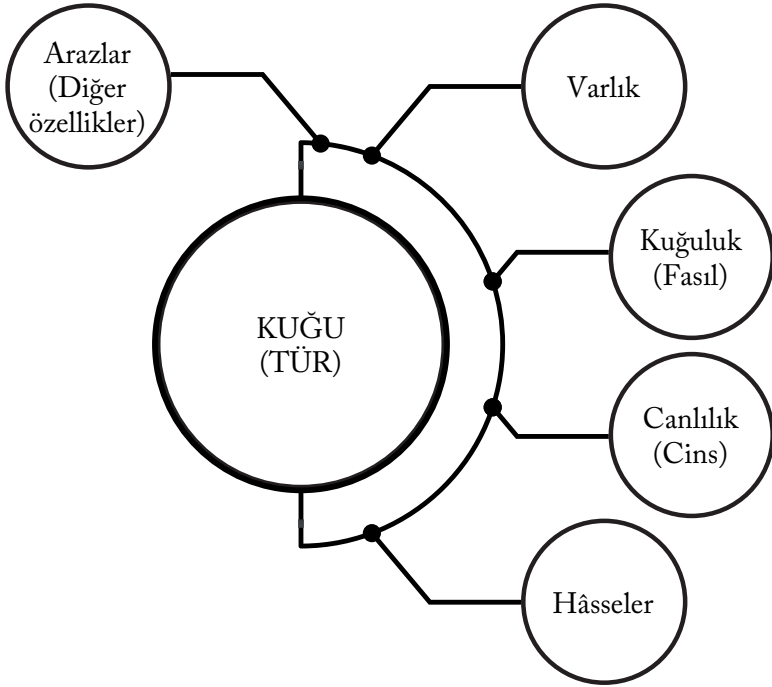 Arazlar
(Diğer
özellikler)
Varlık
Kuğuluk
(Fasıl)
KUĞU
(TÜR)
Canlılık
(Cins)
Hâsseler